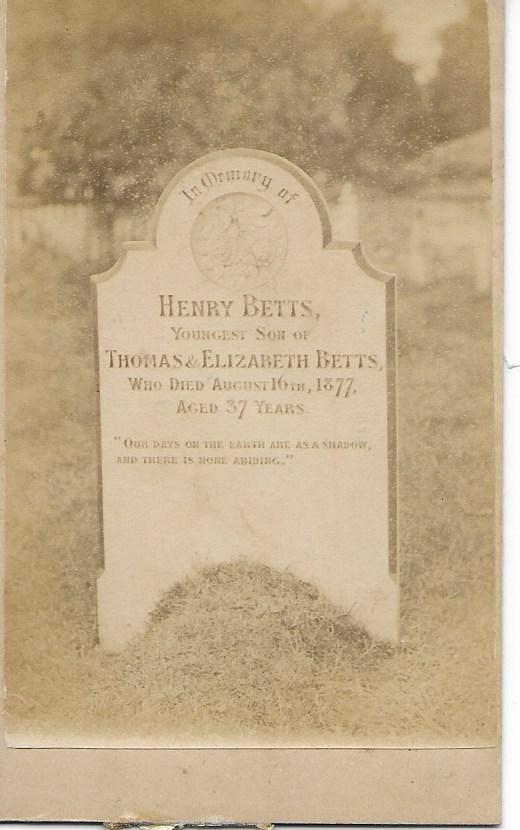 In Memory of
HENRY BETTS,
YOUNGEST SON OF
THOMAS & ELIZABETH BETTS,
WHO DIED AUGUST 16TH, 1877,
AGED 37 YEARS.
"OUR DAYS ON THE EARTH ARE AS A SHADOW,
AND THERE IS NONE ABIDING."